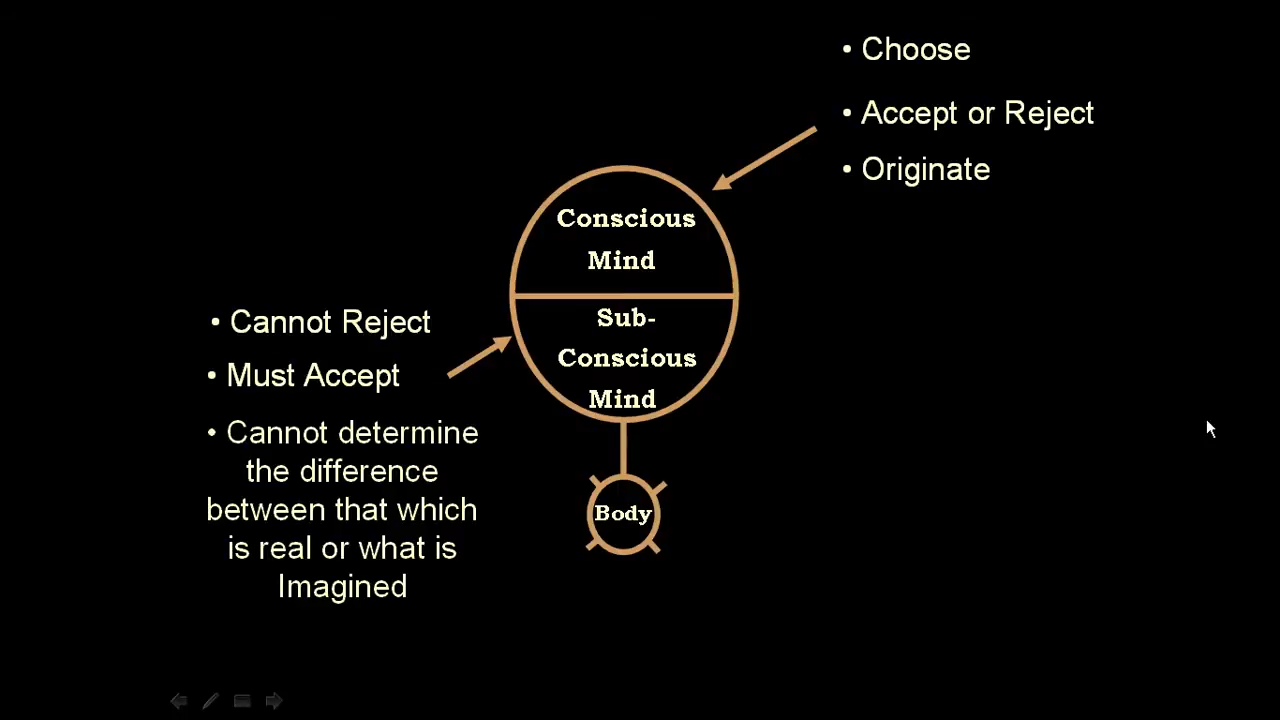 • Choose
• Accept or Reject
• Originate
Conscious
Mind
Sub-
Conscious
Mind
• Cannot Reject
• Must Accept
• Cannot determine
the difference
between that which
is real or what is
Imagined
Body